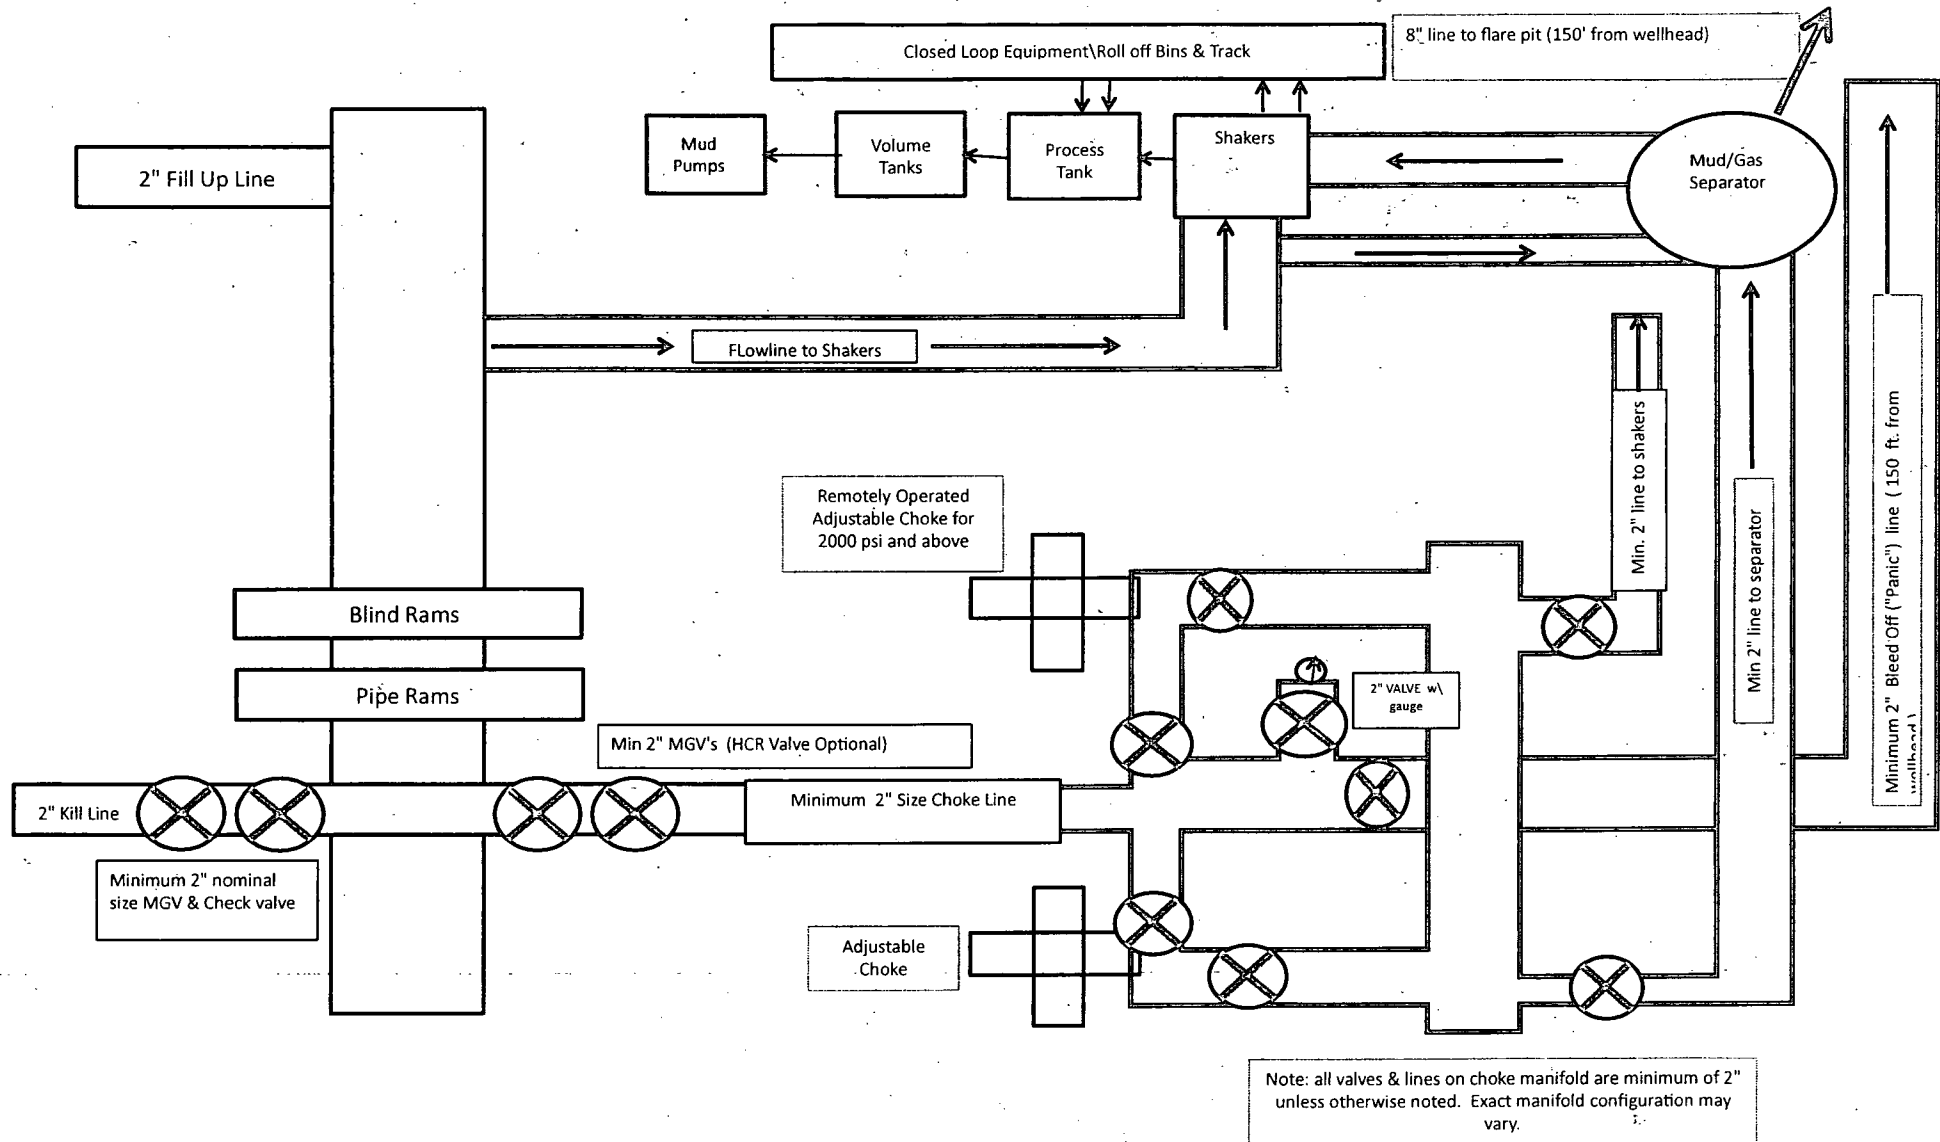 Closed Loop Equipment\Roll off Bins & Track
8" line to flare pit (150' from wellhead)
Mud
Pumps
Volume
Tanks
Process
Tank
Shakers
Mud/Gas
Separator
2" Fill Up Line
FLowline to Shakers
Remotely Operated
Adjustable Choke for
2000 psi and above
Min. 2" line to shakers
Min 2" line to separator
Minimum 2" Bleed Off ("Panic") line ( 150 ft. from
wellhead)
Blind Rams
Pipe Rams
2" VALVE w\
gauge
Min 2" MGV's (HCR Valve Optional)
2" Kill Line
Minimum 2" Size Choke Line
Minimum 2" nominal
size MGV & Check valve
Adjustable
Choke
Note: all valves & lines on choke manifold are minimum of 2"
unless otherwise noted. Exact manifold configuration may
vary.